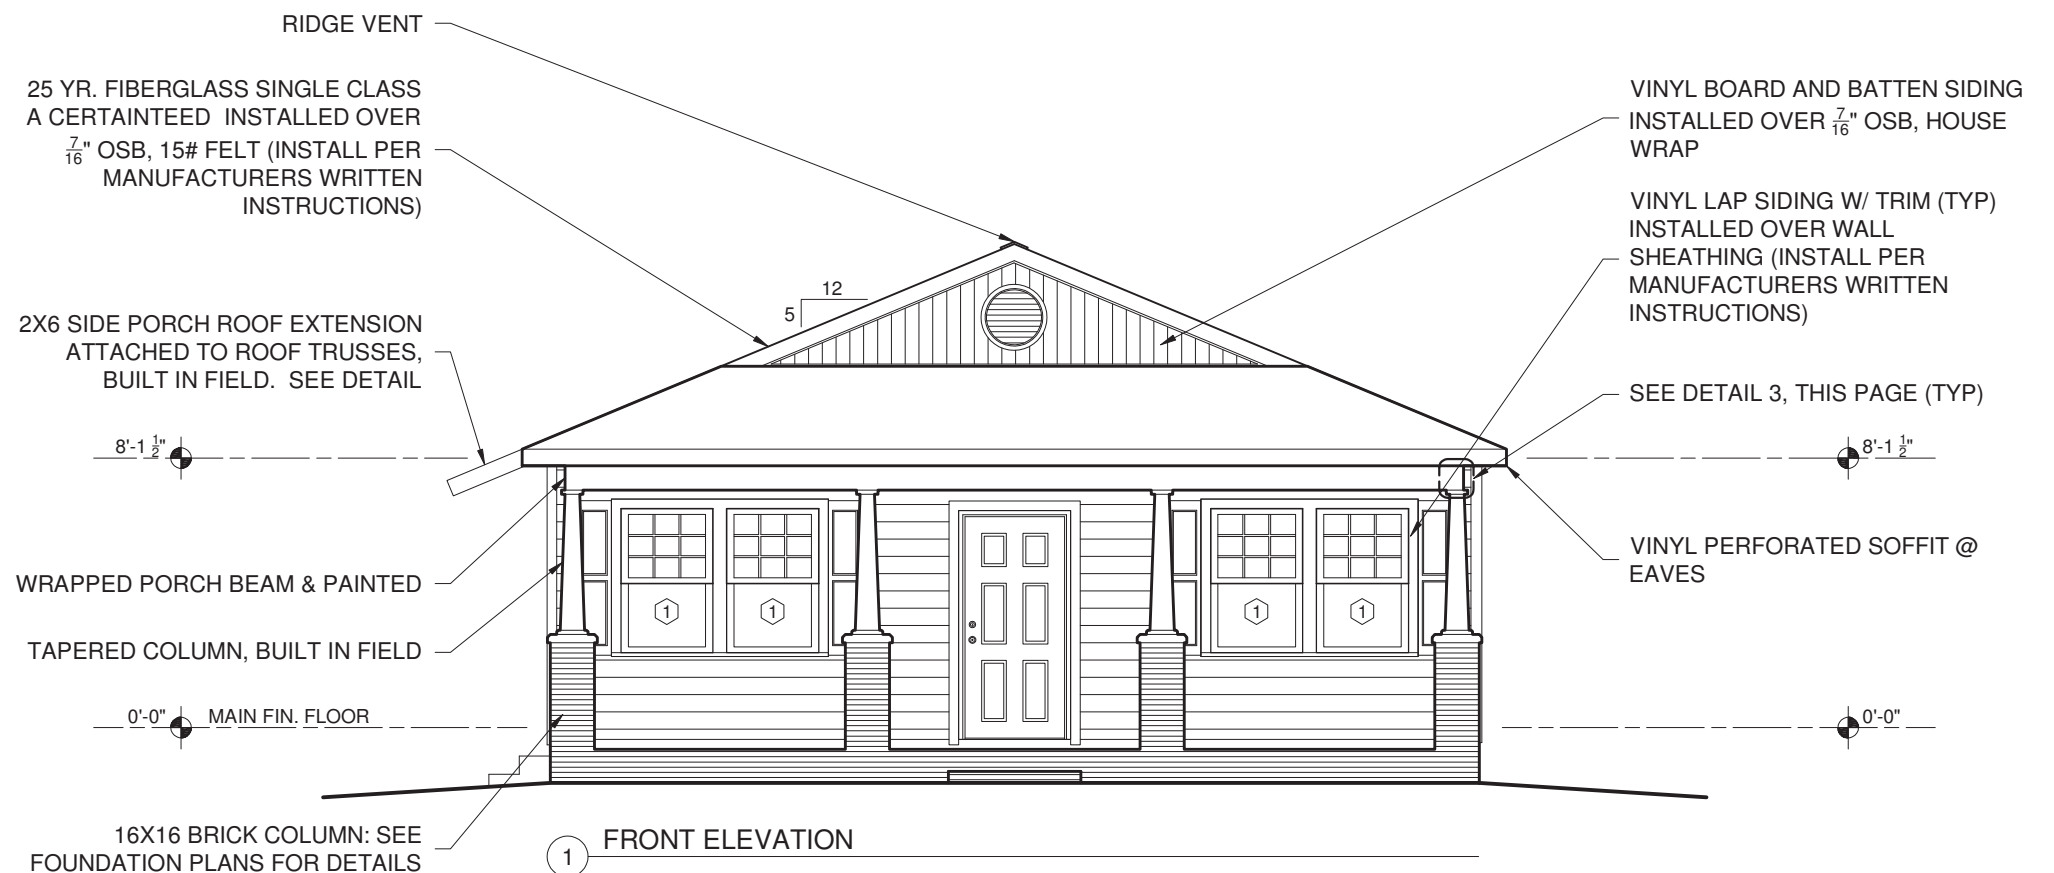 RIDGE VENT
25 YR. FIBERGLASS SINGLE CLASS
A CERTAINTEED INSTALLED OVER
7/16" OSB, 15# FELT (INSTALL PER
MANUFACTURERS WRITTEN
INSTRUCTIONS)
2X6 SIDE PORCH ROOF EXTENSION
ATTACHED TO ROOF TRUSSES,
BUILT IN FIELD. SEE DETAIL
8'-1 1/2"
WRAPPED PORCH BEAM & PAINTED
TAPERED COLUMN, BUILT IN FIELD
0'-0" MAIN FIN. FLOOR
16X16 BRICK COLUMN: SEE
FOUNDATION PLANS FOR DETAILS
12
5
1
1
1
1
VINYL BOARD AND BATTEN SIDING
INSTALLED OVER 7/16" OSB, HOUSE
WRAP
VINYL LAP SIDING W/ TRIM (TYP)
INSTALLED OVER WALL
SHEATHING (INSTALL PER
MANUFACTURERS WRITTEN
INSTRUCTIONS)
SEE DETAIL 3, THIS PAGE (TYP)
8'-1 1/2"
VINYL PERFORATED SOFFIT @
EAVES
0'-0"
1 FRONT ELEVATION